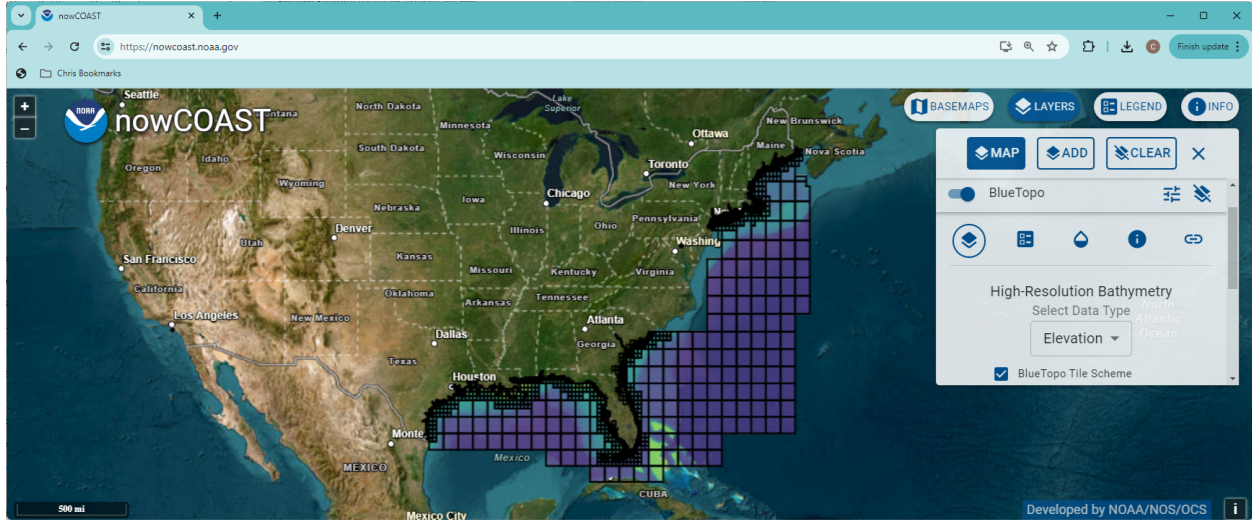 nowCOAST
https://nowcoast.noaa.gov
C
Finish update
Chris Bookmarks
+
−
NOAA
nowCOAST
BASEMAPS
LAYERS
LEGEND
INFO
MAP
ADD
CLEAR
BlueTopo
High-Resolution Bathymetry
Select Data Type
Elevation
BlueTopo Tile Scheme
Seattle
ntana
North Dakota
Lake
Superior
Minnesota
Ottawa
New Brunswick
Maine
Nova Scotia
Oregon
Idaho
South Dakota
Wisconsin
Toronto
Wyoming
Chicago
New York
Nebraska
Iowa
Pennsylvania
Denver
Illinois
Ohio
Utah
Washing
San Francisco
Kansas
Missouri
Kentucky
Virginia
California
Oklahoma
Arkansas
Tennessee
Los Angeles
New Mexico
Atlanta
Dallas
Georgia
Texas
Houston
North
Atlantic
Ocean
Monte
Mexico
MÉXICO
CUBA
Mexico City
500 mi
Developed by NOAA/NOS/OCS
i